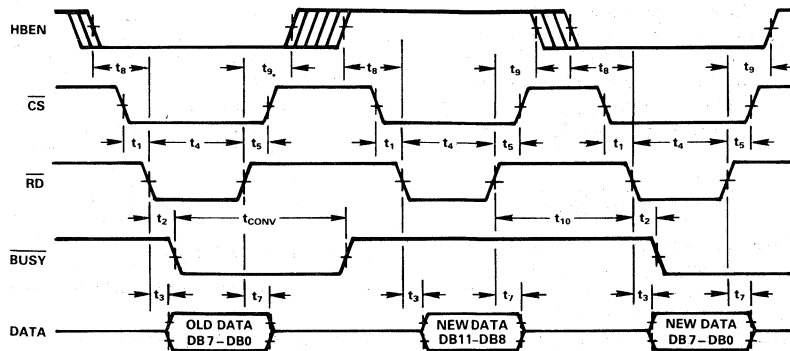 HBEN
t8 t9 t8 t9 t8 t9
CS
t1 t4 t5 t1 t4 t5 t1 t4 t5
RD
t2 tCONV t10 t2
BUSY
t3 t7 t3 t7 t3 t7
DATA
OLD DATA
DB7–DB0
NEW DATA
DB11–DB8
NEW DATA
DB7–DB0